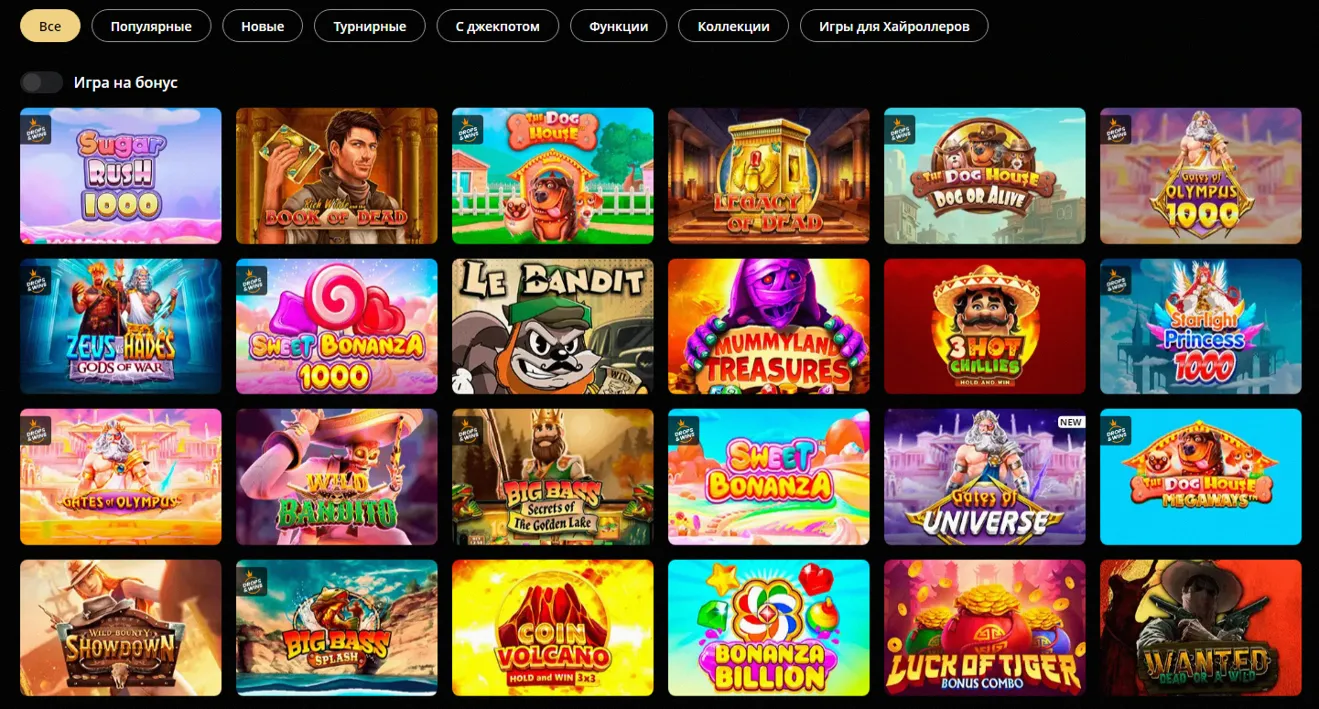 Все Популярные Новые Турнирные С джекпотом Функции Коллекции Игры для Хайроллеров
Игра на бонус
DROPS & WINS
Sugar
RUSH
1000
Rich Wilde and the
BOOK OF DEAD
DROPS & WINS
THE DOG
HOUSE
LEGACY
OF DEAD
DROPS & WINS
THE DOG HOUSE
DOG OR ALIVE
DROPS & WINS
Gates of
OLYMPUS
1000
DROPS & WINS
ZEUS VS HADES
GODS OF WAR
DROPS & WINS
SWEET BONANZA
1000
LE BANDIT
WILD
MUMMYLAND
TREASURES
3 HOT
CHILLIES
HOLD AND WIN
DROPS & WINS
Starlight
Princess
1000
DROPS & WINS
GATES OF OLYMPUS
WILD
BANDITO
DROPS & WINS
BIG BASS
Secrets of
The Golden Lake
DROPS & WINS
SWEET
BONANZA
NEW
Gates of
UNIVERSE
DROPS & WINS
THE DOG HOUSE
MEGAWAYS™
WILD BOUNTY
SHOWDOWN
DROPS & WINS
BIG BASS
SPLASH
COIN
VOLCANO
HOLD and WIN 3x3
BONANZA
BILLION
LUCK OF TIGER
BONUS COMBO
WANTED
DEAD OR A WILD